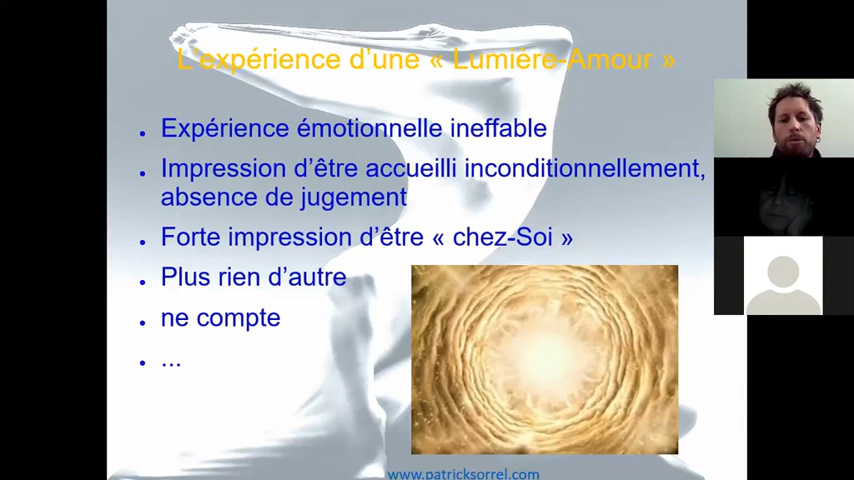 L'expérience d'une « Lumière-Amour »
Expérience émotionnelle ineffable
Impression d'être accueilli inconditionnellement,
absence de jugement
Forte impression d'être « chez-Soi »
Plus rien d'autre
ne compte
...
www.patricksorrel.com